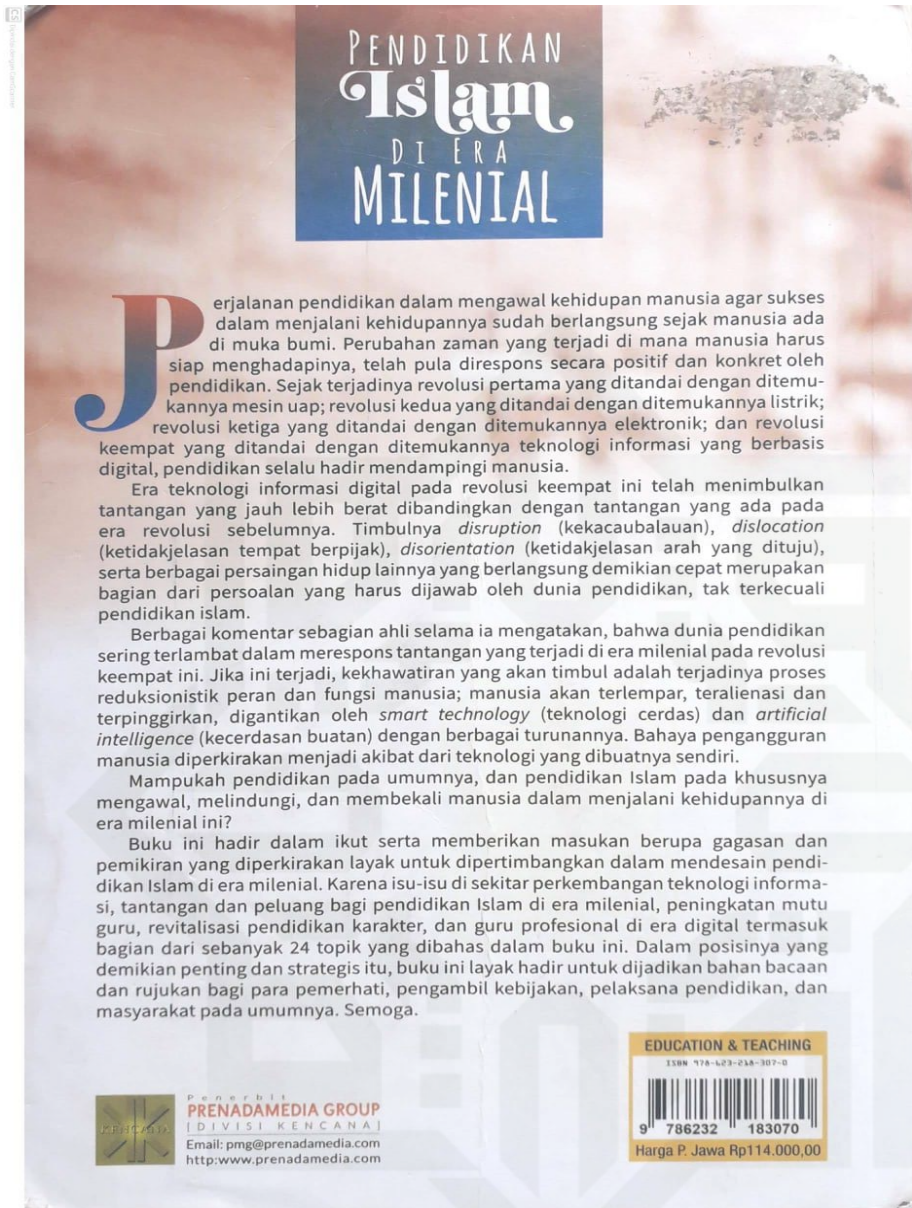 CS Dipindai dengan CamScanner
PENDIDIKAN
Islam
DI ERA
MILENIAL
Perjalanan pendidikan dalam mengawal kehidupan manusia agar sukses
dalam menjalani kehidupannya sudah berlangsung sejak manusia ada
di muka bumi. Perubahan zaman yang terjadi di mana manusia harus
siap menghadapinya, telah pula direspons secara positif dan konkret oleh
pendidikan. Sejak terjadinya revolusi pertama yang ditandai dengan ditemu-
kannya mesin uap; revolusi kedua yang ditandai dengan ditemukannya listrik;
revolusi ketiga yang ditandai dengan ditemukannya elektronik; dan revolusi
keempat yang ditandai dengan ditemukannya teknologi informasi yang berbasis
digital, pendidikan selalu hadir mendampingi manusia.
Era teknologi informasi digital pada revolusi keempat ini telah menimbulkan
tantangan yang jauh lebih berat dibandingkan dengan tantangan yang ada pada
era revolusi sebelumnya. Timbulnya disruption (kekacaubalauan), dislocation
(ketidakjelasan tempat berpijak), disorientation (ketidakjelasan arah yang dituju),
serta berbagai persaingan hidup lainnya yang berlangsung demikian cepat merupakan
bagian dari persoalan yang harus dijawab oleh dunia pendidikan, tak terkecuali
pendidikan islam.
Berbagai komentar sebagian ahli selama ia mengatakan, bahwa dunia pendidikan
sering terlambat dalam merespons tantangan yang terjadi di era milenial pada revolusi
keempat ini. Jika ini terjadi, kekhawatiran yang akan timbul adalah terjadinya proses
reduksionistik peran dan fungsi manusia; manusia akan terlempar, teralienasi dan
terpinggirkan, digantikan oleh smart technology (teknologi cerdas) dan artificial
intelligence (kecerdasan buatan) dengan berbagai turunannya. Bahaya pengangguran
manusia diperkirakan menjadi akibat dari teknologi yang dibuatnya sendiri.
Mampukah pendidikan pada umumnya, dan pendidikan Islam pada khususnya
mengawal, melindungi, dan membekali manusia dalam menjalani kehidupannya di
era milenial ini?
Buku ini hadir dalam ikut serta memberikan masukan berupa gagasan dan
pemikiran yang diperkirakan layak untuk dipertimbangkan dalam mendesain pendi-
dikan Islam di era milenial. Karena isu-isu di sekitar perkembangan teknologi informa-
si, tantangan dan peluang bagi pendidikan Islam di era milenial, peningkatan mutu
guru, revitalisasi pendidikan karakter, dan guru profesional di era digital termasuk
bagian dari sebanyak 24 topik yang dibahas dalam buku ini. Dalam posisinya yang
demikian penting dan strategis itu, buku ini layak hadir untuk dijadikan bahan bacaan
dan rujukan bagi para pemerhati, pengambil kebijakan, pelaksana pendidikan, dan
masyarakat pada umumnya. Semoga.
EDUCATION & TEACHING
ISBN 978-623-218-307-0
9 786232 183070
Harga P. Jawa Rp114.000,00
KENCANA
Penerbit
PRENADAMEDIA GROUP
[DIVISI KENCANA]
Email: pmg@prenadamedia.com
http:www.prenadamedia.com